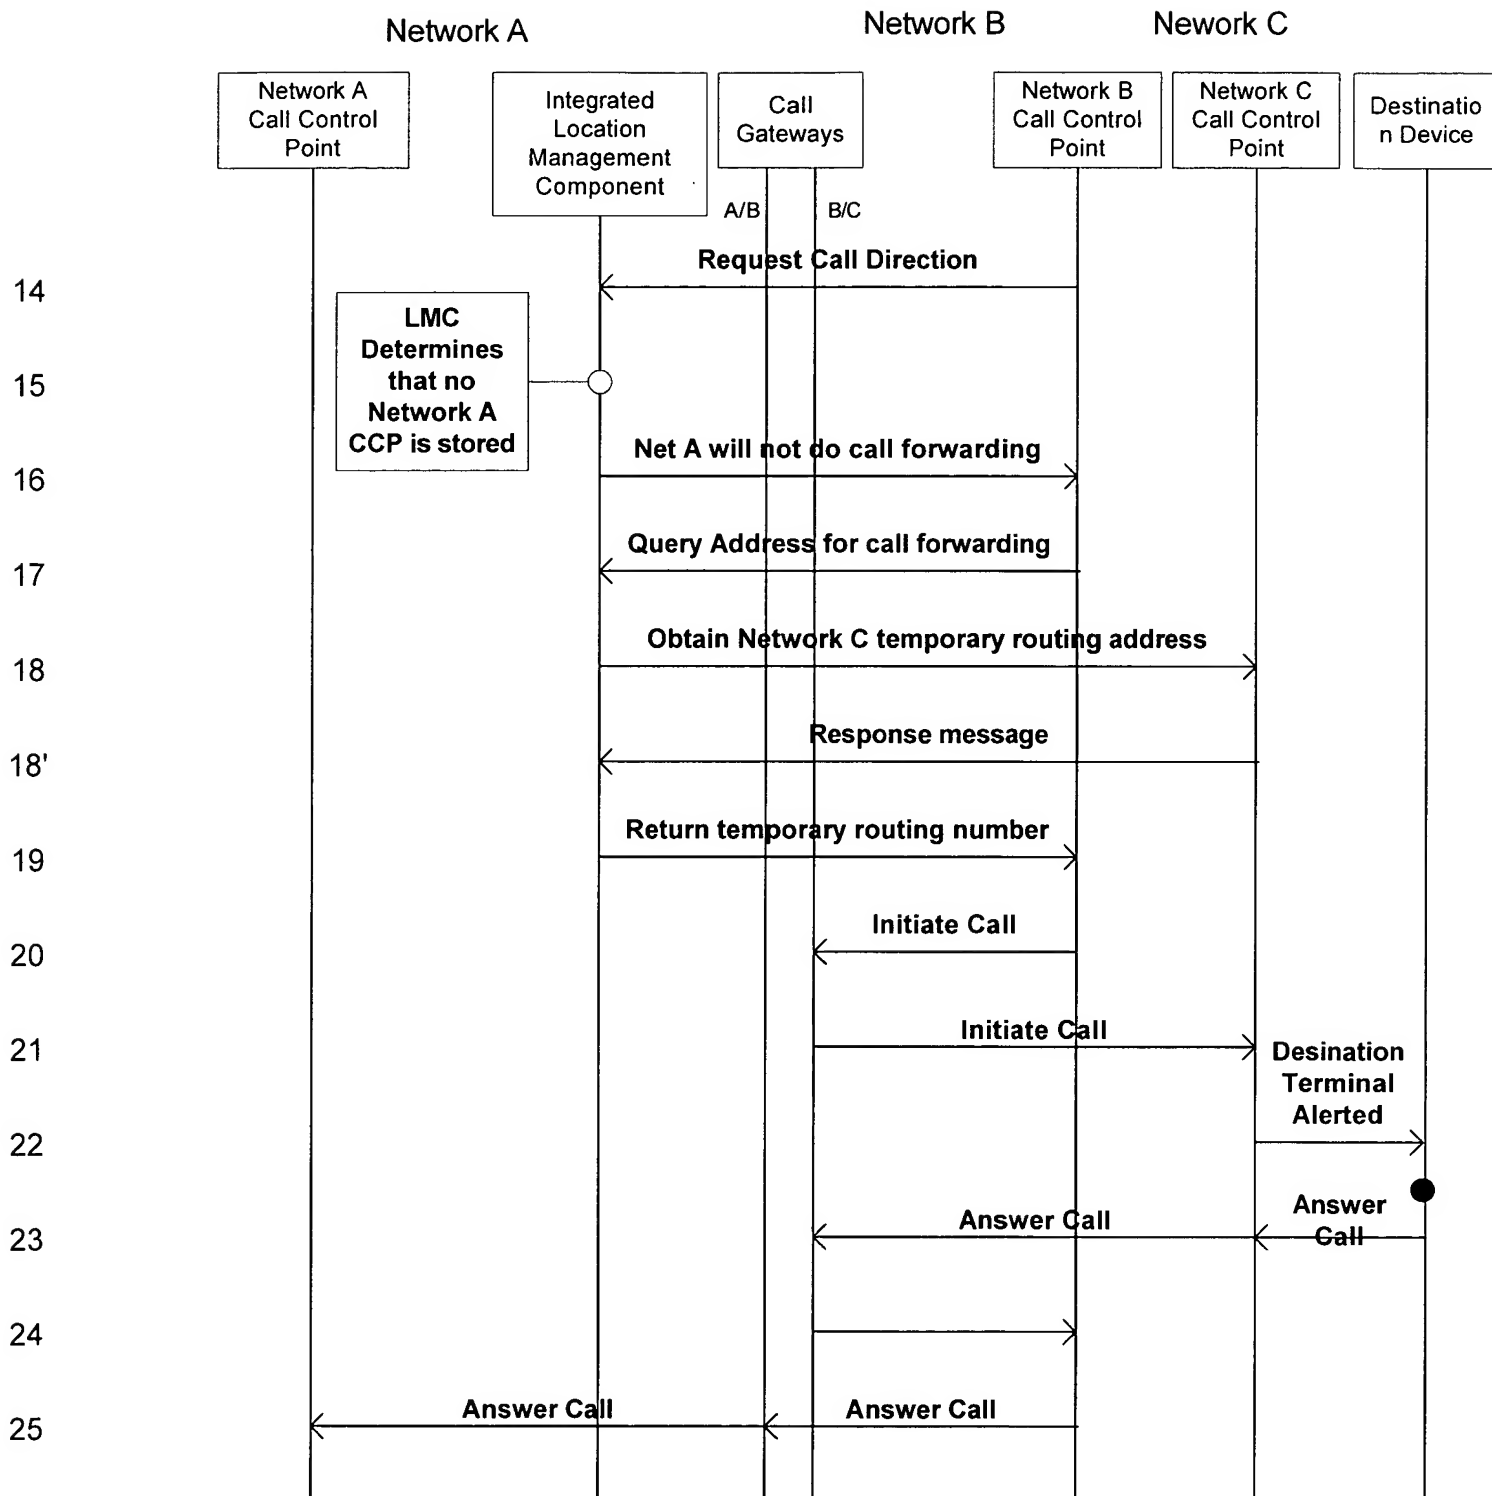 Network A
Network B
Nework C
Network A
Call Control
Point
Integrated
Location
Management
Component
Call
Gateways
Network B
Call Control
Point
Network C
Call Control
Point
Destinatio
n Device
A/B
B/C
Request Call Direction
14
LMC
Determines
that no
Network A
CCP is stored
15
Net A will not do call forwarding
16
Query Address for call forwarding
17
Obtain Network C temporary routing address
18
Response message
18'
Return temporary routing number
19
Initiate Call
20
Initiate Call
21
Desination
Terminal
Alerted
22
Answer Call
Answer
Call
23
24
Answer Call
Answer Call
25